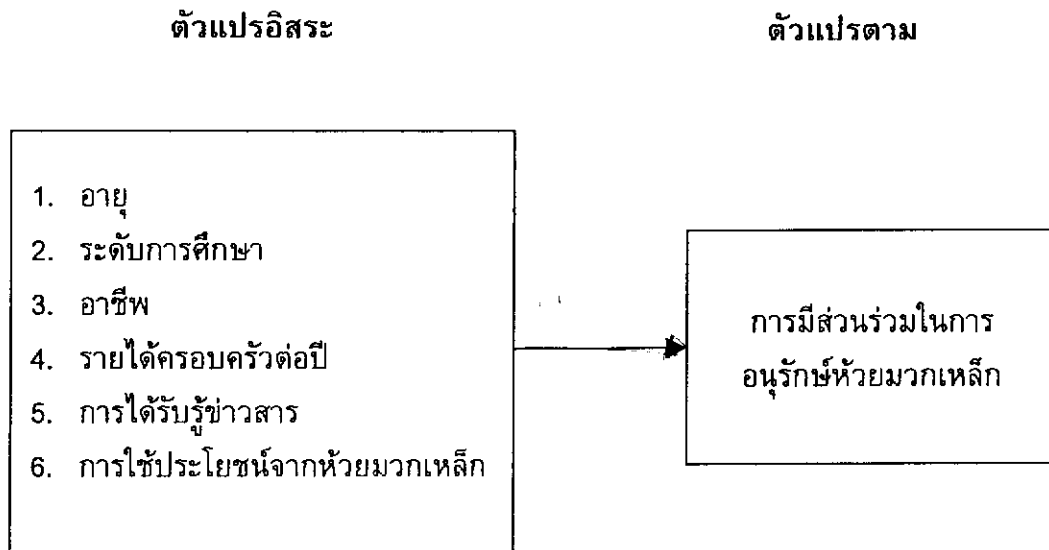 ตัวแปรอิสระ
ตัวแปรตาม
1. อายุ
2. ระดับการศึกษา
3. อาชีพ
4. รายได้ครอบครัวต่อปี
5. การได้รับรู้ข่าวสาร
6. การใช้ประโยชน์จากห้วยมวกเหล็ก
การมีส่วนร่วมในการ
อนุรักษ์ห้วยมวกเหล็ก